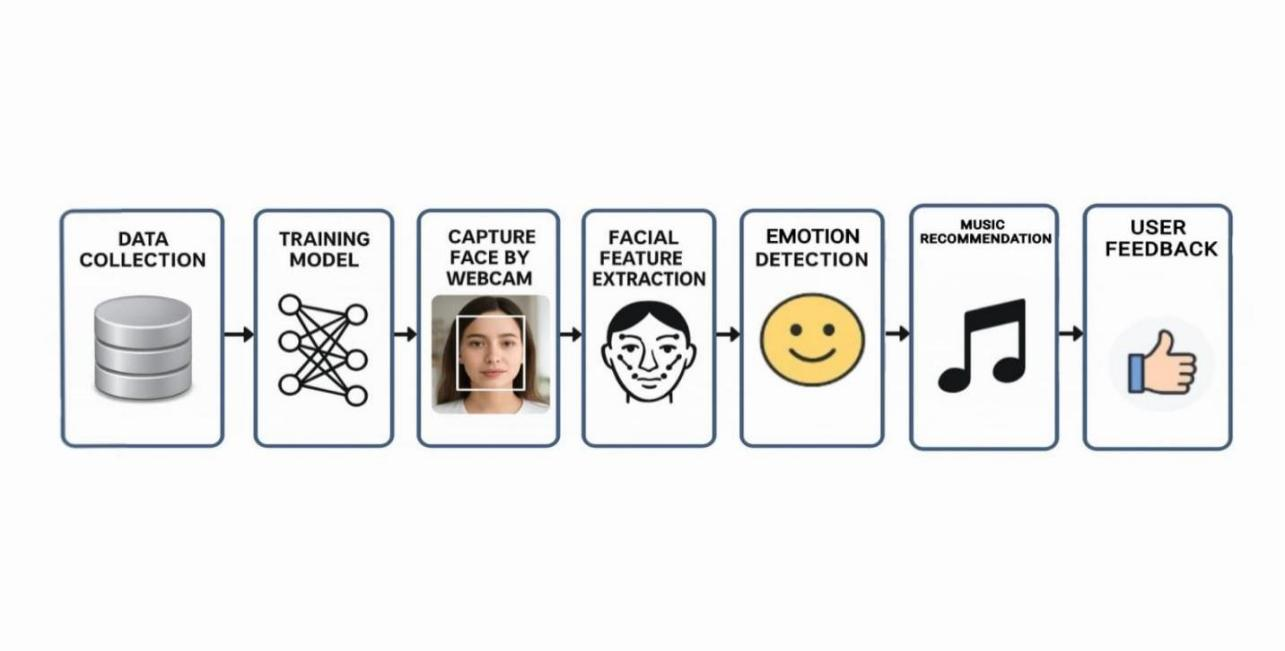 DATA
COLLECTION
TRAINING
MODEL
CAPTURE
FACE BY
WEBCAM
FACIAL
FEATURE
EXTRACTION
EMOTION
DETECTION
MUSIC
RECOMMENDATION
USER
FEEDBACK